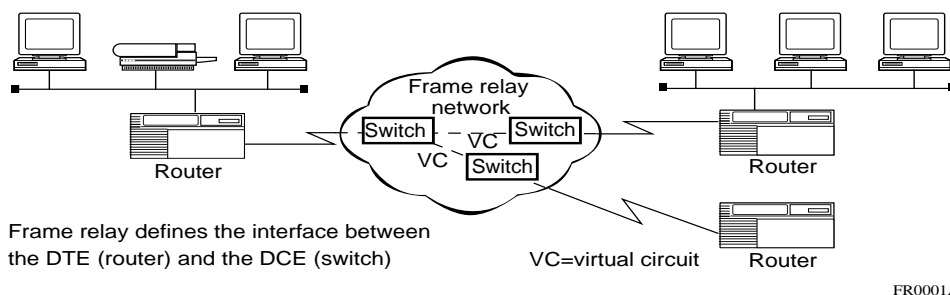 Frame relay
network
Switch
Switch
VC
VC
Switch
Router
Router
Frame relay defines the interface between
the DTE (router) and the DCE (switch)
VC=virtual circuit
Router